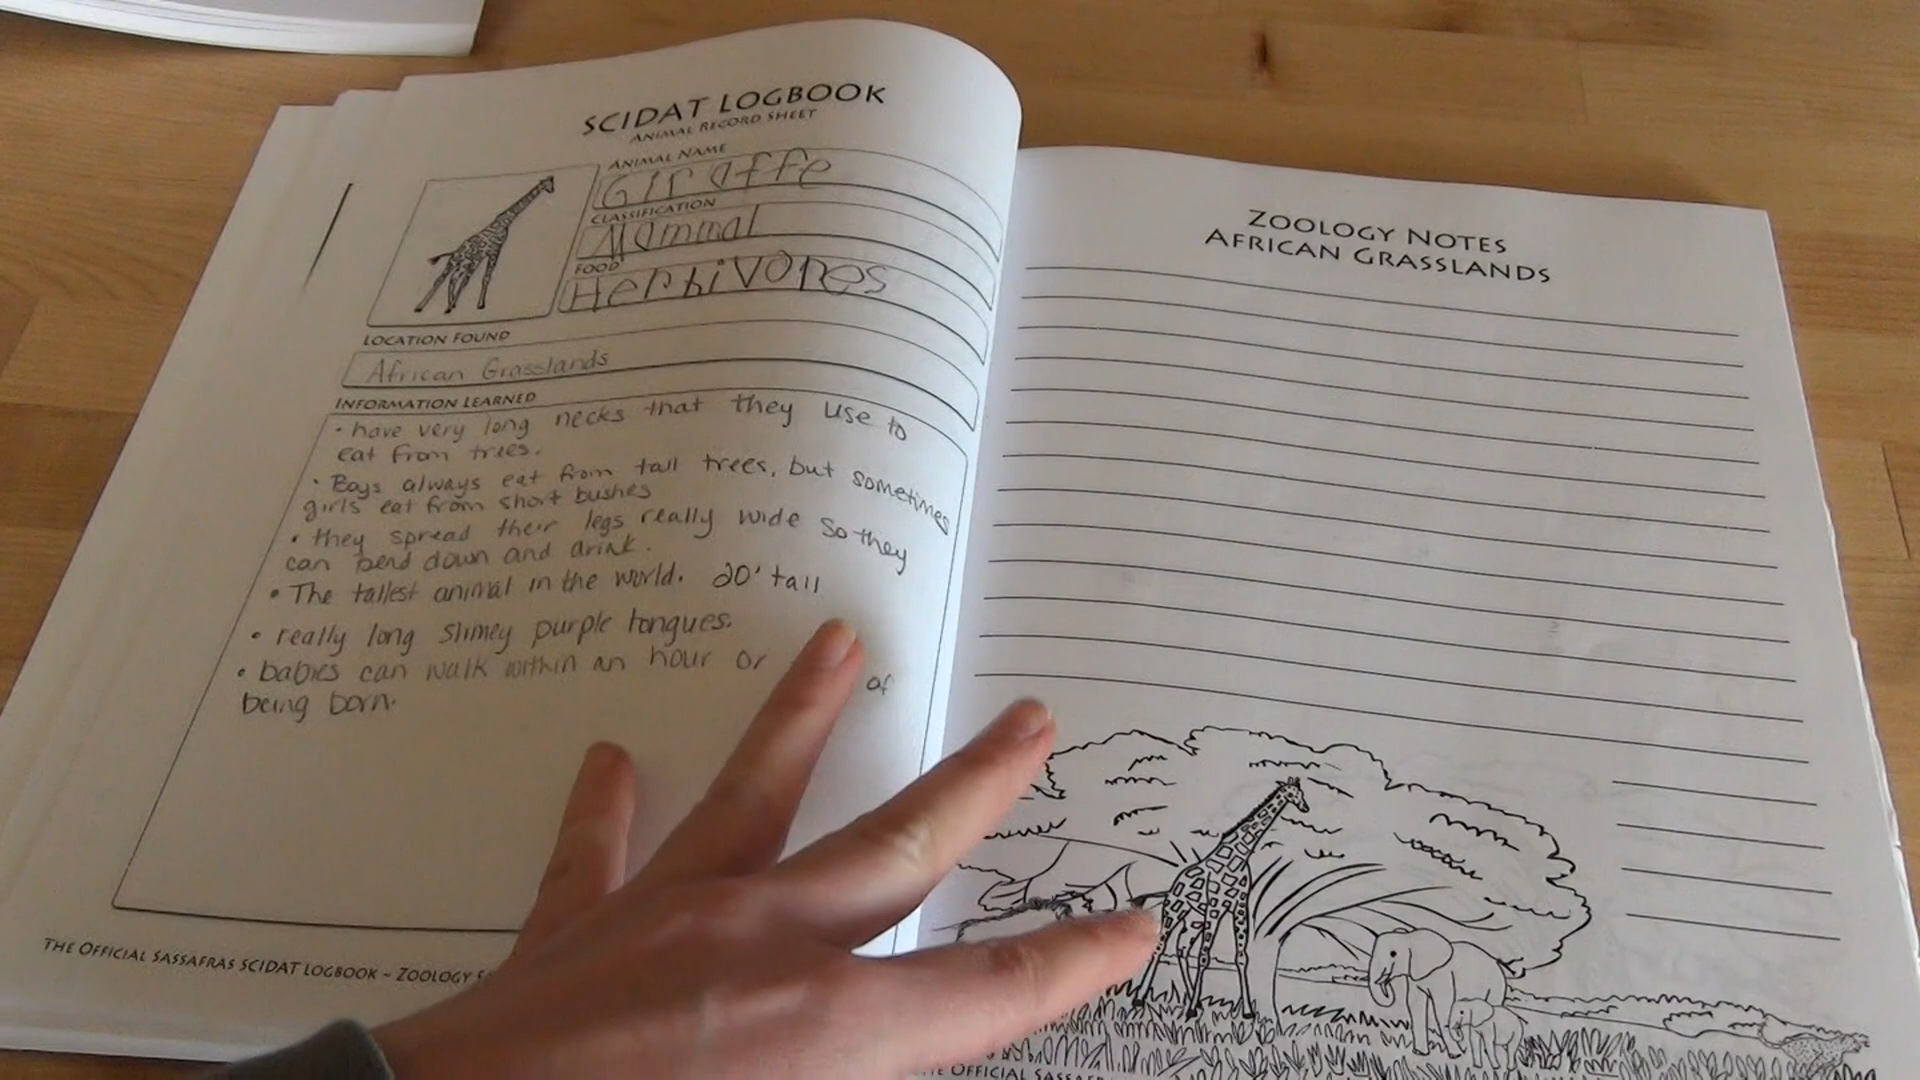 SCIDAT LOGBOOK
ANIMAL RECORD SHEET
ANIMAL NAME
Giraffe
CLASSIFICATION
Mammal
FOOD
Herbivores
LOCATION FOUND
African Grasslands
INFORMATION LEARNED
• have very long necks that they use to
eat from trees.
• Boys always eat from tall trees, but sometimes
girls eat from short bushes
• they spread their legs really wide so they
can bend down and drink.
• The tallest animal in the world. 20' tall
• really long slimey purple tongues.
• babies can walk within an hour or of
being born.
THE OFFICIAL SASSAFRAS SCIDAT LOGBOOK ~ ZOOLOGY
ZOOLOGY NOTES
AFRICAN GRASSLANDS
OFFICIAL